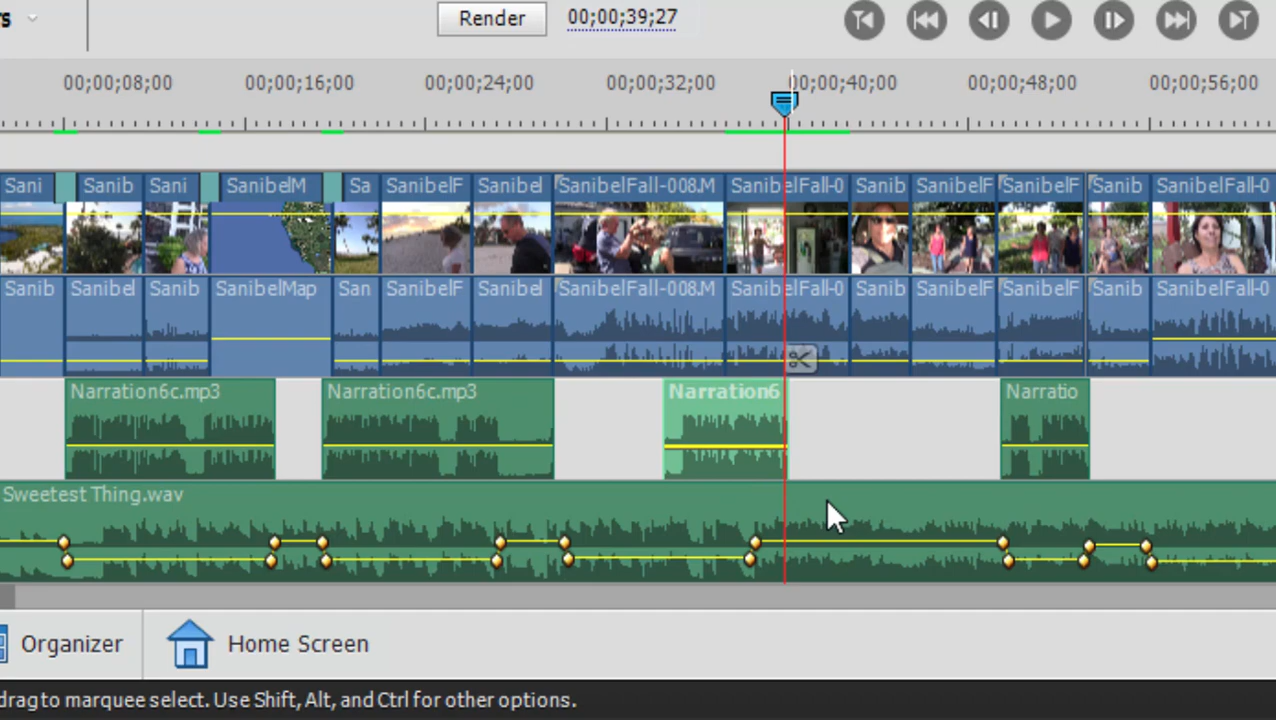 rs
Render 00;00;39;27
00;00;08;00 00;00;16;00 00;00;24;00 00;00;32;00 00;00;40;00 00;00;48;00 00;00;56;00
Sani Sanib Sani SanibelM Sa SanibelF Sanibel SanibelFall-008.M SanibelFall-0 Sanib SanibelF SanibelF Sanib SanibelFall-0
Sanib Sanibel Sanib SanibelMap San SanibelF Sanibel SanibelFall-008.M SanibelFall-0 Sanib SanibelF SanibelF Sanib SanibelFall-0
Narration6c.mp3 Narration6c.mp3 Narration6 Narratio
Sweetest Thing.wav
Organizer Home Screen
drag to marquee select. Use Shift, Alt, and Ctrl for other options.